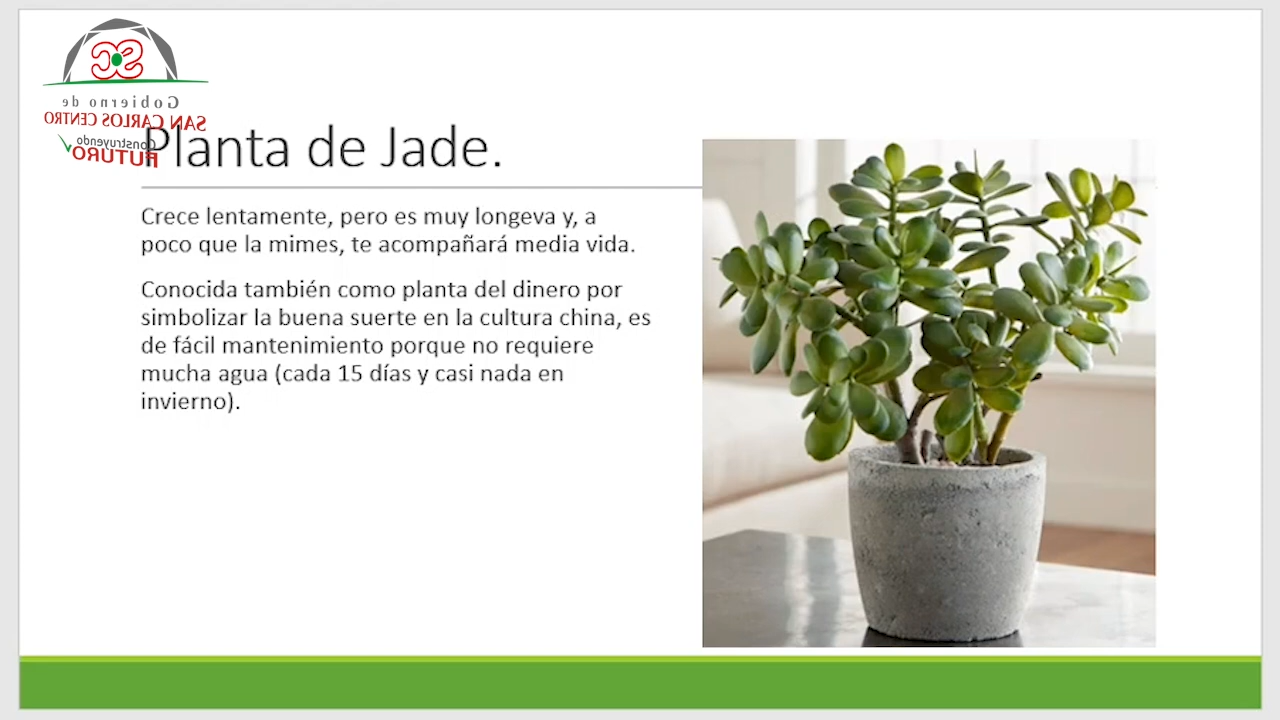 SC
Gobierno de
SAN CARLOS CENTRO
construyendo
FUTURO
Planta de Jade.
Crece lentamente, pero es muy longeva y, a
poco que la mimes, te acompañará media vida.
Conocida también como planta del dinero por
simbolizar la buena suerte en la cultura china, es
de fácil mantenimiento porque no requiere
mucha agua (cada 15 días y casi nada en
invierno).